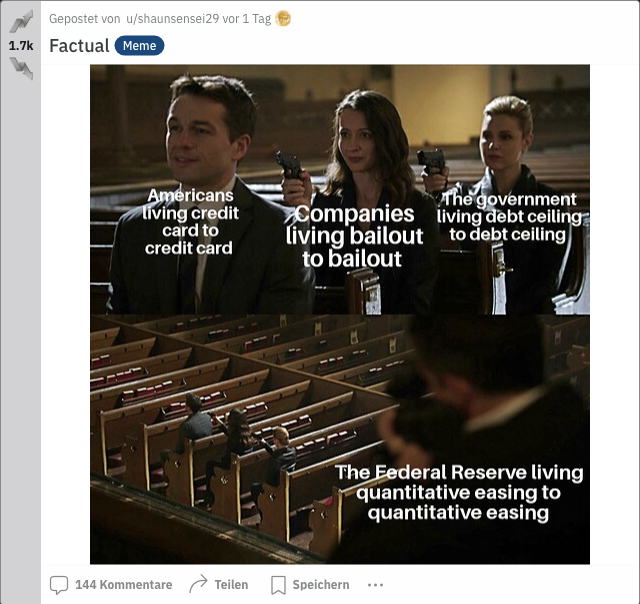 Gepostet von u/shaunsensei29 vor 1 Tag
1.7k
Factual Meme
Americans
living credit
card to
credit card
Companies
living bailout
to bailout
The government
living debt ceiling
to debt ceiling
The Federal Reserve living
quantitative easing to
quantitative easing
144 Kommentare Teilen Speichern